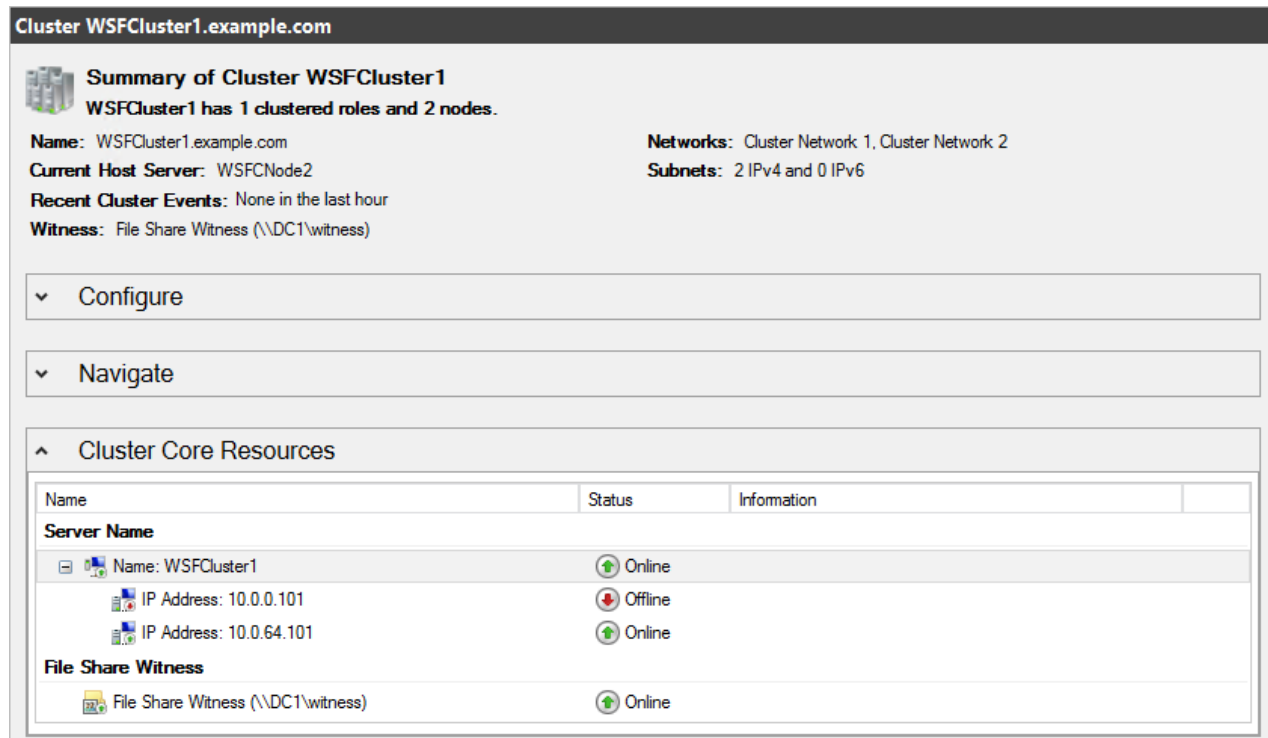 Cluster WSFCluster1.example.com
Summary of Cluster WSFCluster1
WSFCluster1 has 1 clustered roles and 2 nodes.
Name: WSFCluster1.example.com
Networks: Cluster Network 1, Cluster Network 2
Current Host Server: WSFCNode2
Subnets: 2 IPv4 and 0 IPv6
Recent Cluster Events: None in the last hour
Witness: File Share Witness (\\DC1\witness)
Configure
Navigate
Cluster Core Resources
Name Status Information
Server Name
Name: WSFCluster1 Online
IP Address: 10.0.0.101 Offline
IP Address: 10.0.64.101 Online
File Share Witness
File Share Witness (\\DC1\witness) Online